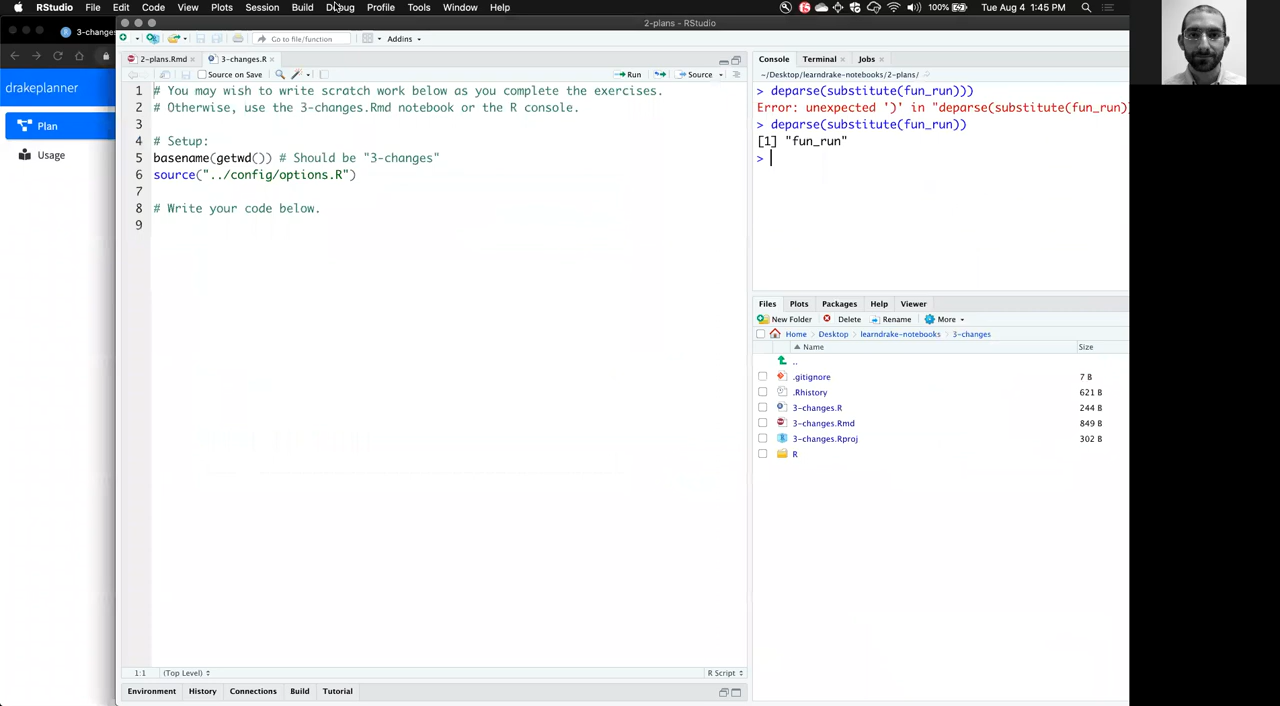 RStudio File Edit Code View Plots Session Build Debug Profile Tools Window Help
100% Tue Aug 4 1:45 PM
3-changes
2-plans - RStudio
Go to file/function
Addins
drakeplanner
Plan
Usage
2-plans.Rmd
3-changes.R
Source on Save
Run
Source
1 # You may wish to write scratch work below as you complete the exercises.
2 # Otherwise, use the 3-changes.Rmd notebook or the R console.
3
4 # Setup:
5 basename(getwd()) # Should be "3-changes"
6 source("../config/options.R")
7
8 # Write your code below.
9
1:1 (Top Level) R Script
Environment History Connections Build Tutorial
Console Terminal Jobs
~/Desktop/learndrake-notebooks/2-plans/
> deparse(substitute(fun_run)))
Error: unexpected ')' in "deparse(substitute(fun_run)
> deparse(substitute(fun_run))
[1] "fun_run"
>
Files Plots Packages Help Viewer
New Folder Delete Rename More
Home Desktop learndrake-notebooks 3-changes
Name Size
..
.gitignore 7 B
.Rhistory 621 B
3-changes.R 244 B
3-changes.Rmd 849 B
3-changes.Rproj 302 B
R